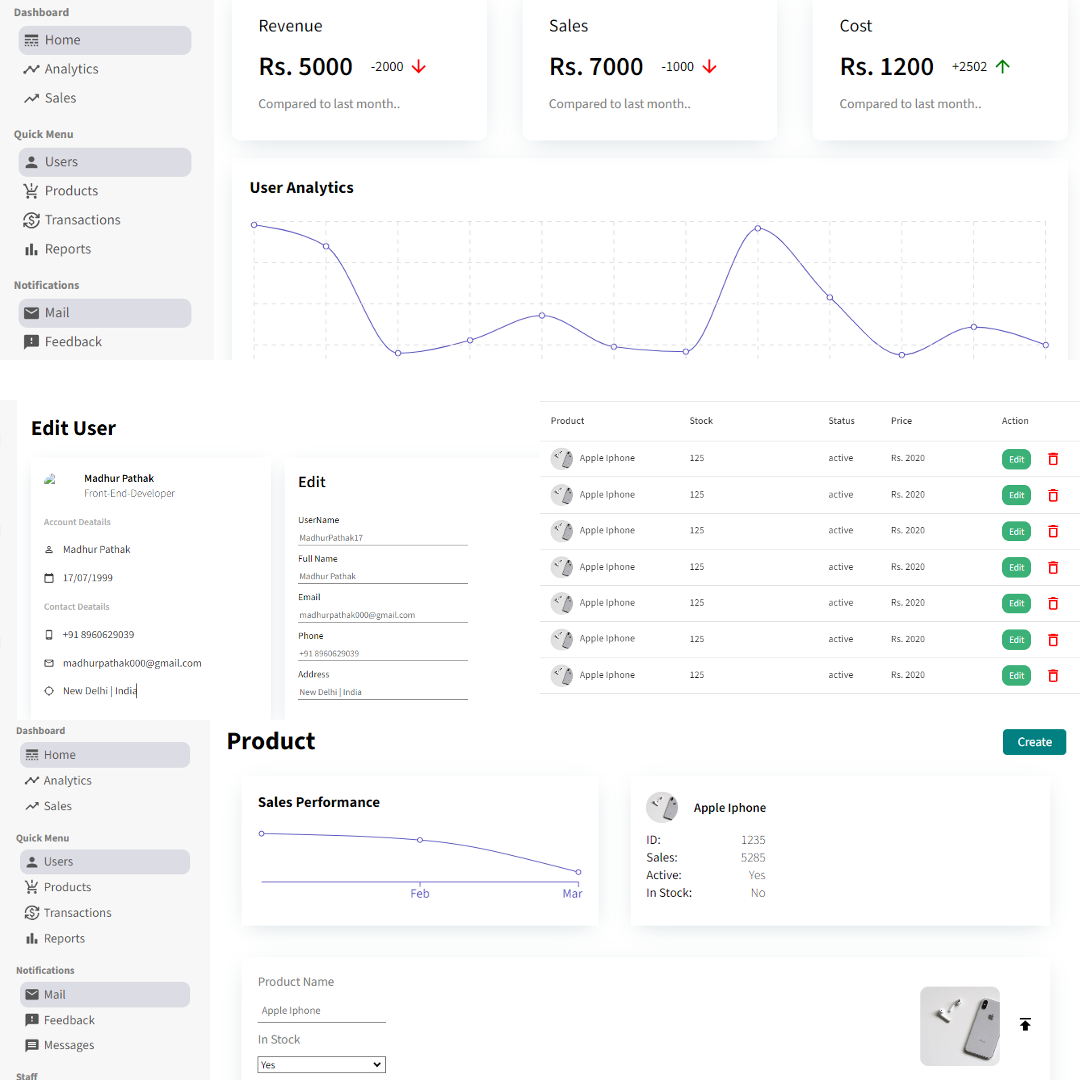 Dashboard
Home
Analytics
Sales
Quick Menu
Users
Products
Transactions
Reports
Notifications
Mail
Feedback
Revenue
Rs. 5000 -2000
Compared to last month..
Sales
Rs. 7000 -1000
Compared to last month..
Cost
Rs. 1200 +2502
Compared to last month..
User Analytics
Edit User
Madhur Pathak
Front-End-Developer
Account Deatails
Madhur Pathak
17/07/1999
Contact Deatails
+91 8960629039
madhurpathak000@gmail.com
New Delhi | India
Edit
UserName
MadhurPathak17
Full Name
Madhur Pathak
Email
madhurpathak000@gmail.com
Phone
+91 8960629039
Address
New Delhi | India
Product Stock Status Price Action
Apple Iphone 125 active Rs. 2020 Edit
Apple Iphone 125 active Rs. 2020 Edit
Apple Iphone 125 active Rs. 2020 Edit
Apple Iphone 125 active Rs. 2020 Edit
Apple Iphone 125 active Rs. 2020 Edit
Apple Iphone 125 active Rs. 2020 Edit
Apple Iphone 125 active Rs. 2020 Edit
Dashboard
Home
Analytics
Sales
Quick Menu
Users
Products
Transactions
Reports
Notifications
Mail
Feedback
Messages
Staff
Product
Create
Sales Performance
Feb Mar
Apple Iphone
ID: 1235
Sales: 5285
Active: Yes
In Stock: No
Product Name
Apple Iphone
In Stock
Yes